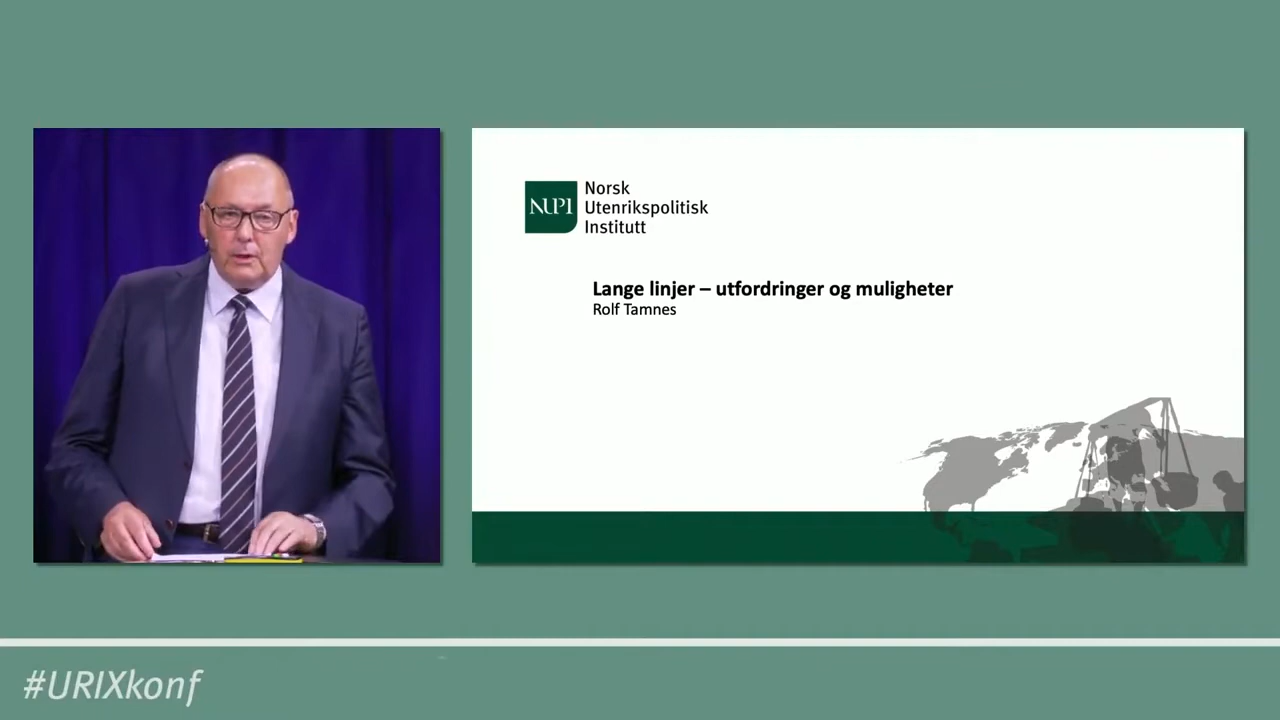 NUPI
Norsk
Utenrikspolitisk
Institutt
Lange linjer – utfordringer og muligheter
Rolf Tamnes
#URIXkonf